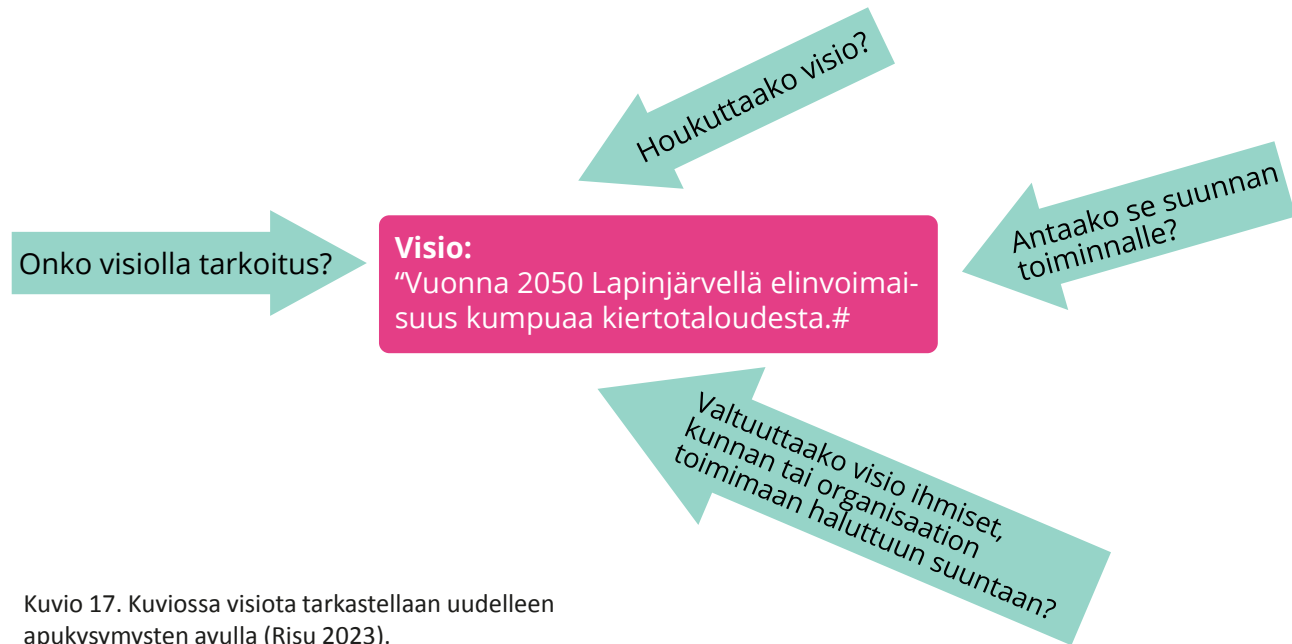 Houkuttaako visio?
Antaako se suunnan
toiminnalle?
Onko visiolla tarkoitus?
Visio:
“Vuonna 2050 Lapinjärvellä elinvoimai-
suus kumpuaa kiertotaloudesta.#
Valtuuttaako visio ihmiset,
kunnan tai organisaation
toimimaan haluttuun suuntaan?
Kuvio 17. Kuviossa visiota tarkastellaan uudelleen
apukysymysten avulla (Risu 2023).